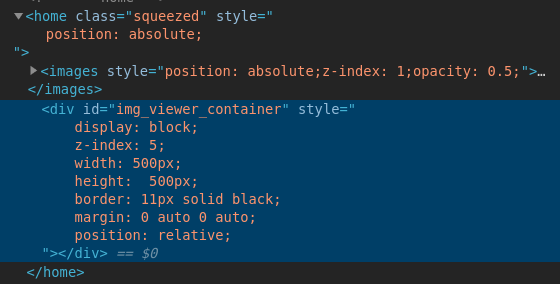 <home class="squeezed" style="
position: absolute;
">
<images style="position: absolute;z-index: 1;opacity: 0.5;">…
</images>
<div id="img_viewer_container" style="
display: block;
z-index: 5;
width: 500px;
height:  500px;
border: 11px solid black;
margin: 0 auto 0 auto;
position: relative;
"></div> == $0
</home>